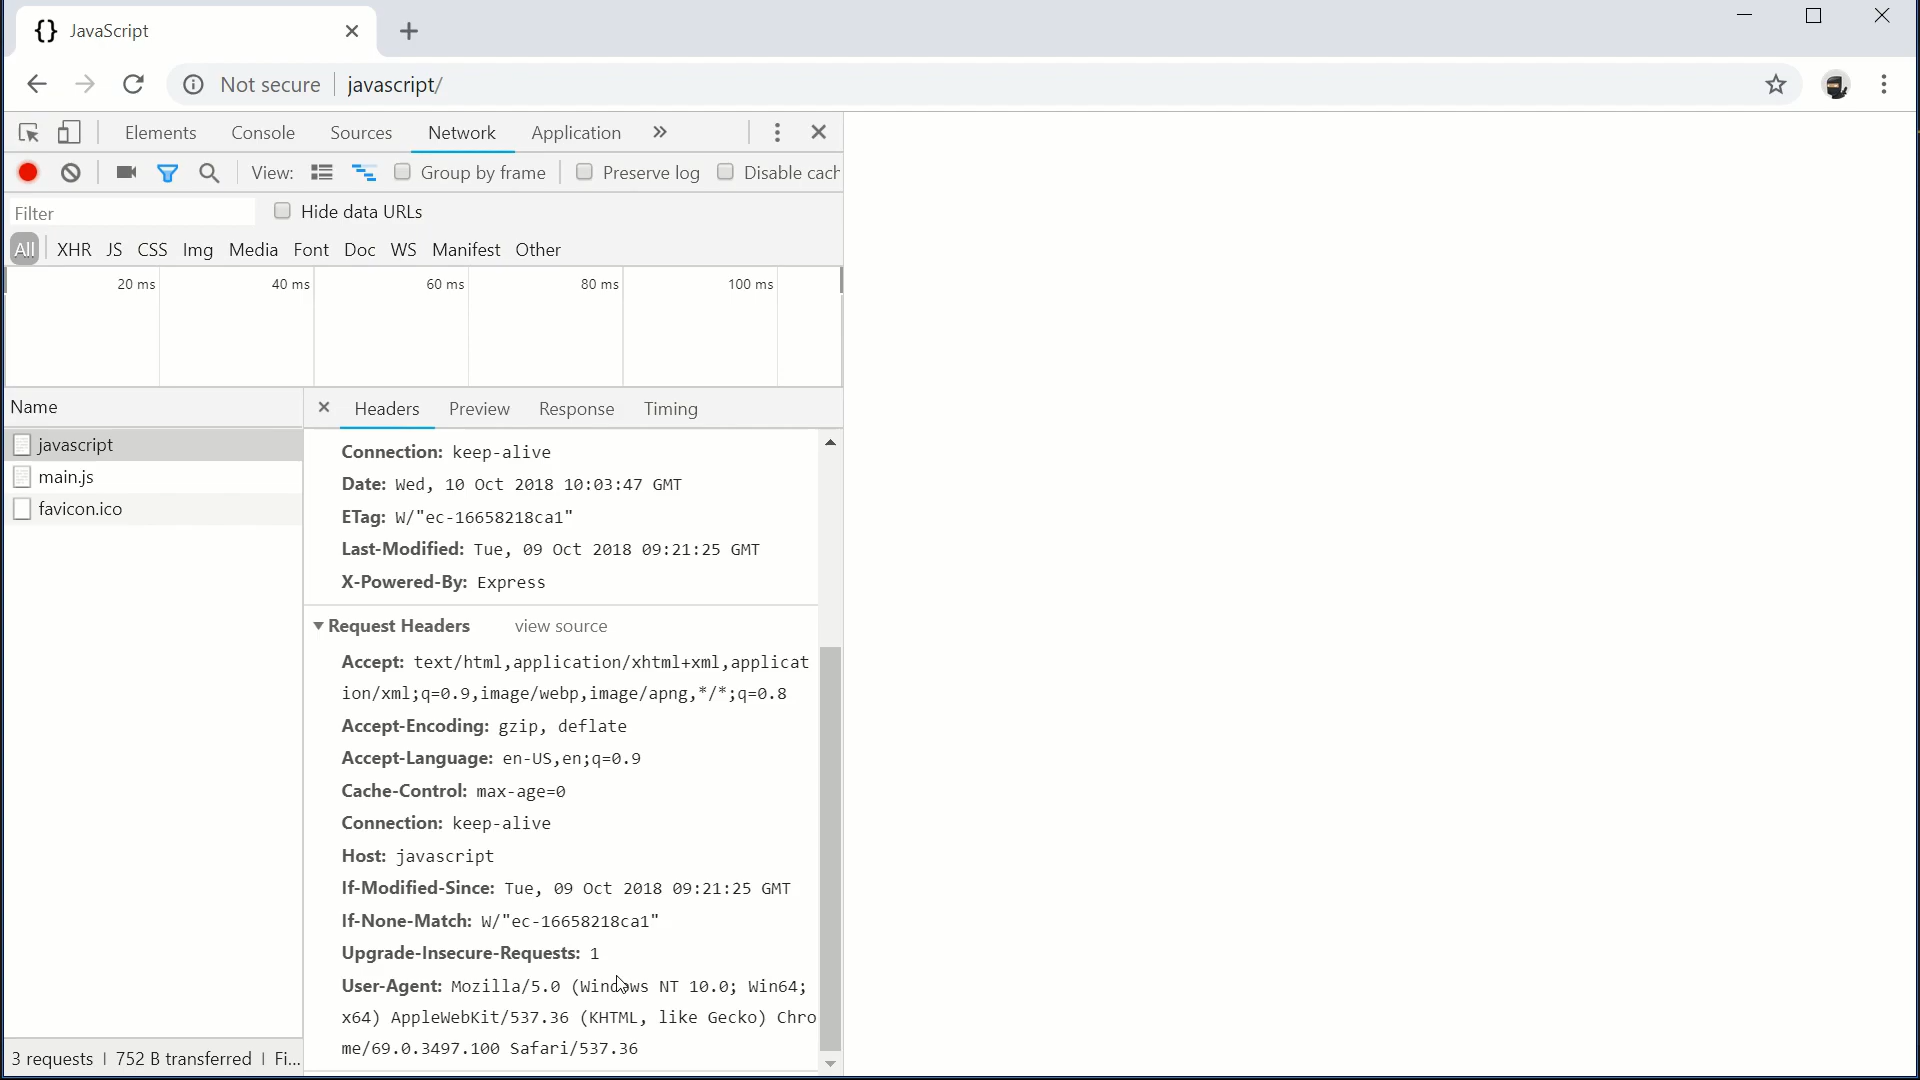 {} JavaScript
Not secure javascript/
Elements Console Sources Network Application »
View: Group by frame Preserve log Disable cach
Filter Hide data URLs
All XHR JS CSS Img Media Font Doc WS Manifest Other
20 ms 40 ms 60 ms 80 ms 100 ms
Name
javascript
main.js
favicon.ico
Headers Preview Response Timing
Connection: keep-alive
Date: Wed, 10 Oct 2018 10:03:47 GMT
ETag: W/"ec-16658218ca1"
Last-Modified: Tue, 09 Oct 2018 09:21:25 GMT
X-Powered-By: Express
Request Headers view source
Accept: text/html,application/xhtml+xml,applicat
ion/xml;q=0.9,image/webp,image/apng,*/*;q=0.8
Accept-Encoding: gzip, deflate
Accept-Language: en-US,en;q=0.9
Cache-Control: max-age=0
Connection: keep-alive
Host: javascript
If-Modified-Since: Tue, 09 Oct 2018 09:21:25 GMT
If-None-Match: W/"ec-16658218ca1"
Upgrade-Insecure-Requests: 1
User-Agent: Mozilla/5.0 (Windows NT 10.0; Win64;
x64) AppleWebKit/537.36 (KHTML, like Gecko) Chro
me/69.0.3497.100 Safari/537.36
3 requests | 752 B transferred | Fi...